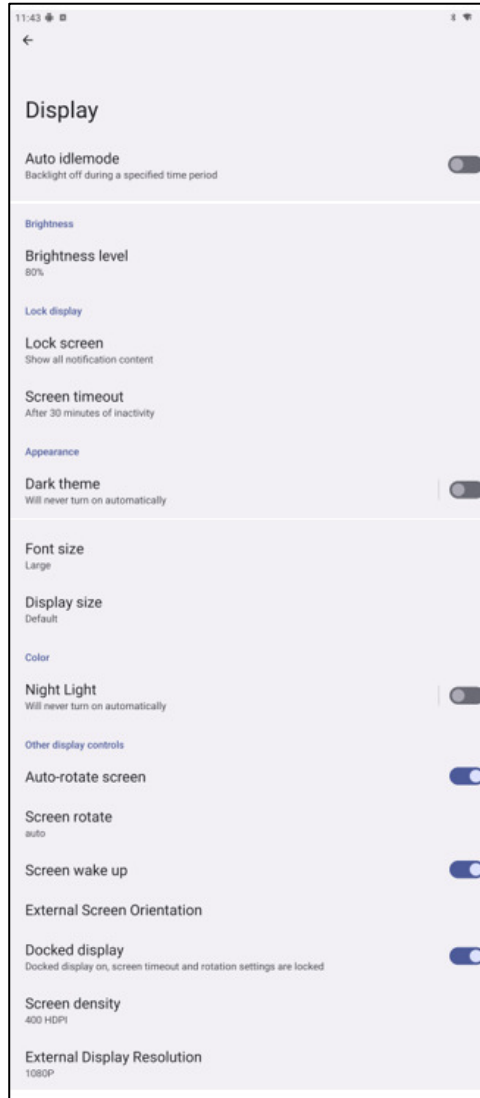 11:43
Display
Auto idlemode
Backlight off during a specified time period
Brightness
Brightness level
80%
Lock display
Lock screen
Show all notification content
Screen timeout
After 30 minutes of inactivity
Appearance
Dark theme
Will never turn on automatically
Font size
Large
Display size
Default
Color
Night Light
Will never turn on automatically
Other display controls
Auto-rotate screen
Screen rotate
auto
Screen wake up
External Screen Orientation
Docked display
Docked display on, screen timeout and rotation settings are locked
Screen density
400 HDPI
External Display Resolution
1080P